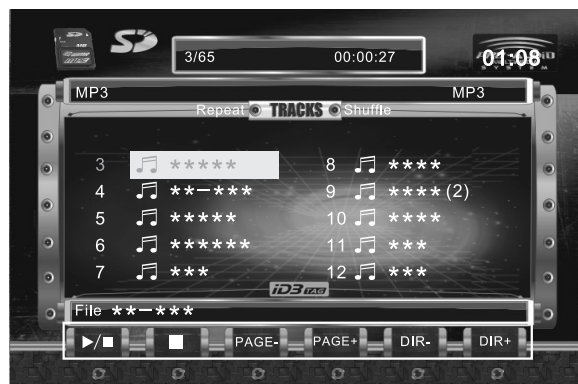 SD
3/65 00:00:27
01:08
MP3 MP3
Repeat TRACKS Shuffle
3 ***** 8 ****
4 **–*** 9 ****(2)
5 ***** 10 ****
6 ****** 11 ***
7 *** 12 ***
iD3 TAG
File **–***
PAGE- PAGE+ DIR- DIR+